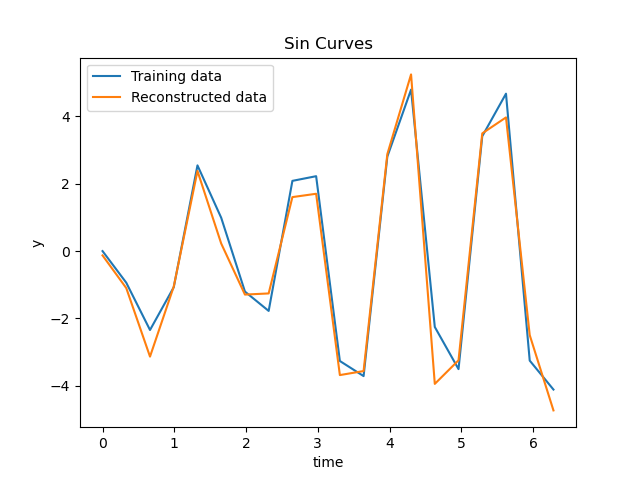 Sin Curves
Training data
Reconstructed data
4
2
0
−2
−4
y
0 1 2 3 4 5 6
time